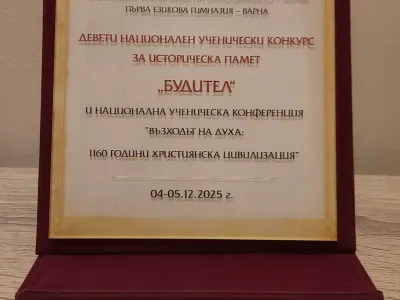 ПЪРВА ЕЗИКОВА ГИМНАЗИЯ – ВАРНА
ДЕВЕТИ НАЦИОНАЛЕН УЧЕНИЧЕСКИ КОНКУРС
ЗА ИСТОРИЧЕСКА ПАМЕТ
„БУДИТЕЛ“
И НАЦИОНАЛНА УЧЕНИЧЕСКА КОНФЕРЕНЦИЯ
"ВЪЗХОДЪТ НА ДУХА:
1160 ГОДИНИ ХРИСТИЯНСКА ЦИВИЛИЗАЦИЯ"
04-05.12.2025 г.